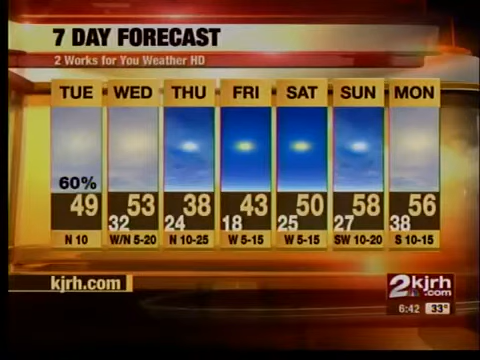 7 DAY FORECAST
2 Works for You Weather HD
TUE WED THU FRI SAT SUN MON
60%
49 53 38 43 50 58 56
32 24 18 25 27 38
N 10 W/N 5-20 N 10-25 W 5-15 W 5-15 SW 10-20 S 10-15
kjrh.com
2kjrh
.com
6:42 33°